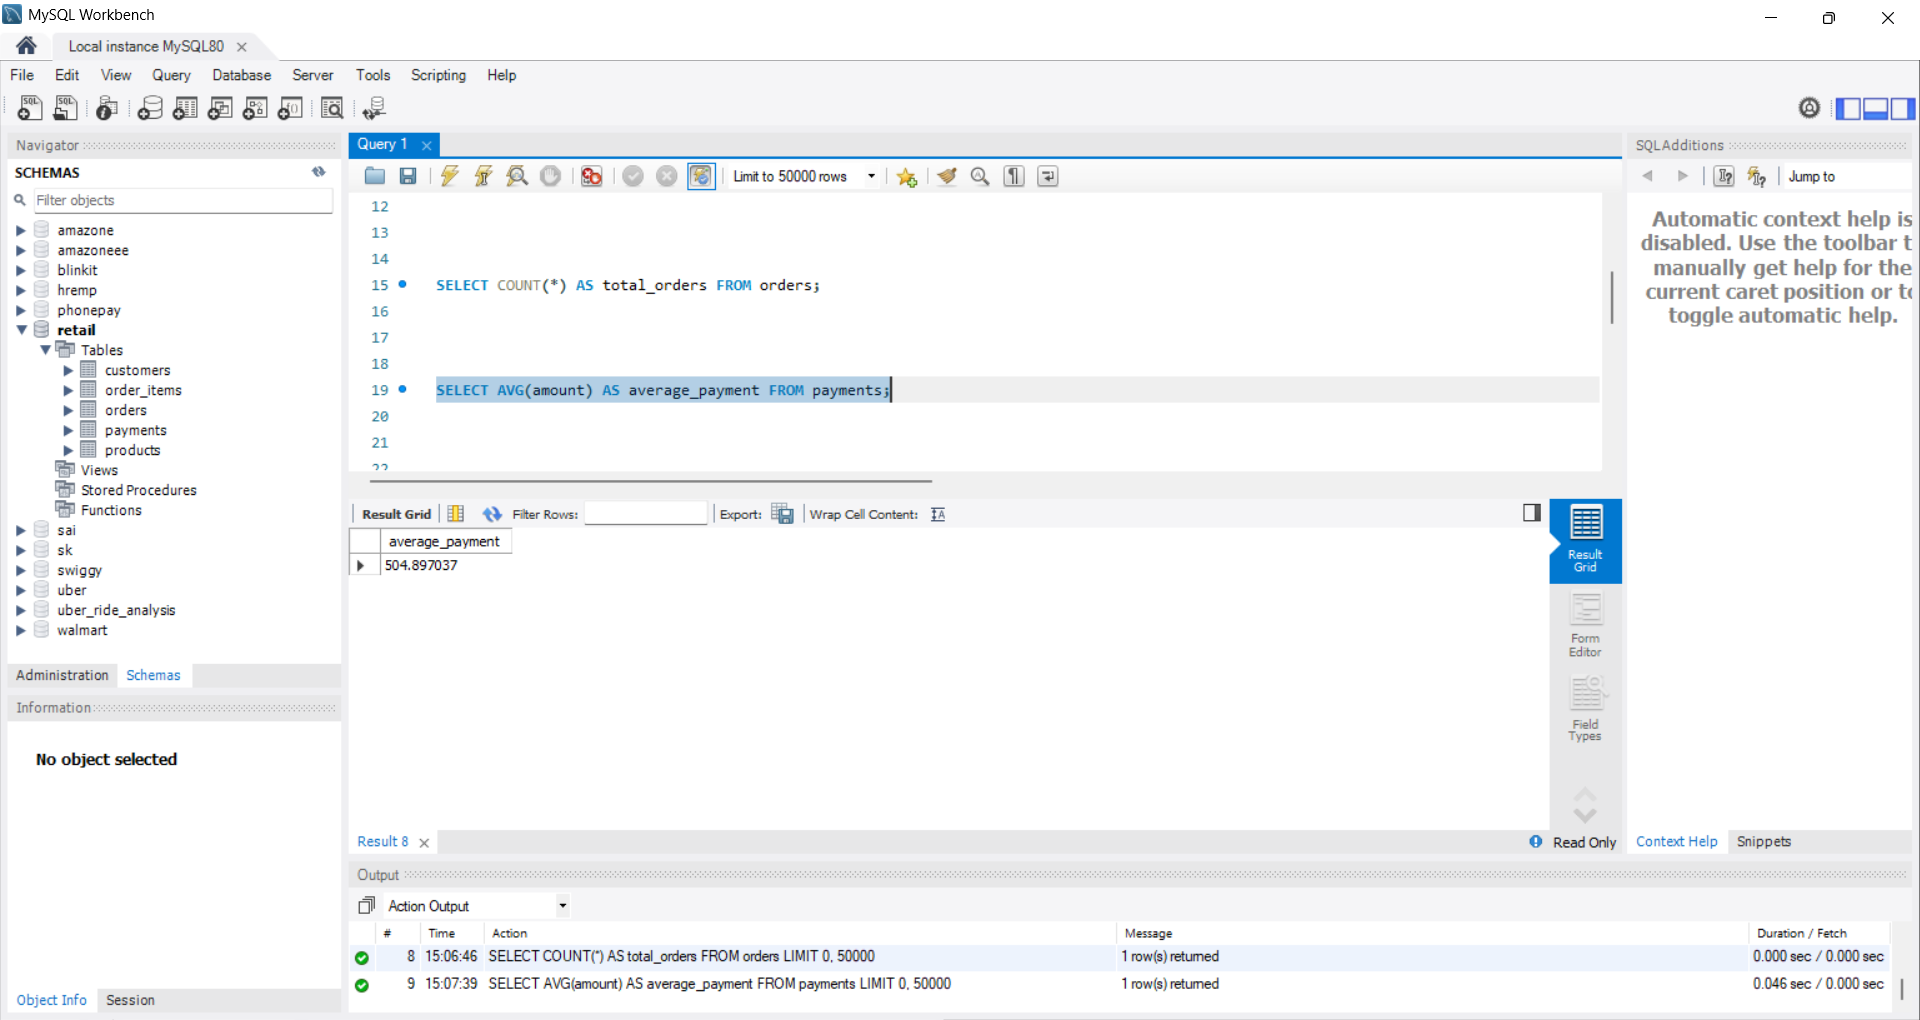 MySQL Workbench
Local instance MySQL80
File Edit View Query Database Server Tools Scripting Help
Navigator
SCHEMAS
Filter objects
amazone
amazoneee
blinkit
hremp
phonepay
retail
Tables
customers
order_items
orders
payments
products
Views
Stored Procedures
Functions
sai
sk
swiggy
uber
uber_ride_analysis
walmart
Administration Schemas
Information
No object selected
Object Info Session
Query 1
Limit to 50000 rows
12
13
14
15 SELECT COUNT(*) AS total_orders FROM orders;
16
17
18
19 SELECT AVG(amount) AS average_payment FROM payments;
20
21
22
Result Grid Filter Rows: Export: Wrap Cell Content:
average_payment
504.897037
Result Grid
Form Editor
Field Types
Result 8 Read Only
SQLAdditions
Jump to
Automatic context help is
disabled. Use the toolbar t
manually get help for the
current caret position or to
toggle automatic help.
Context Help Snippets
Output
Action Output
# Time Action Message Duration / Fetch
8 15:06:46 SELECT COUNT(*) AS total_orders FROM orders LIMIT 0, 50000 1 row(s) returned 0.000 sec / 0.000 sec
9 15:07:39 SELECT AVG(amount) AS average_payment FROM payments LIMIT 0, 50000 1 row(s) returned 0.046 sec / 0.000 sec